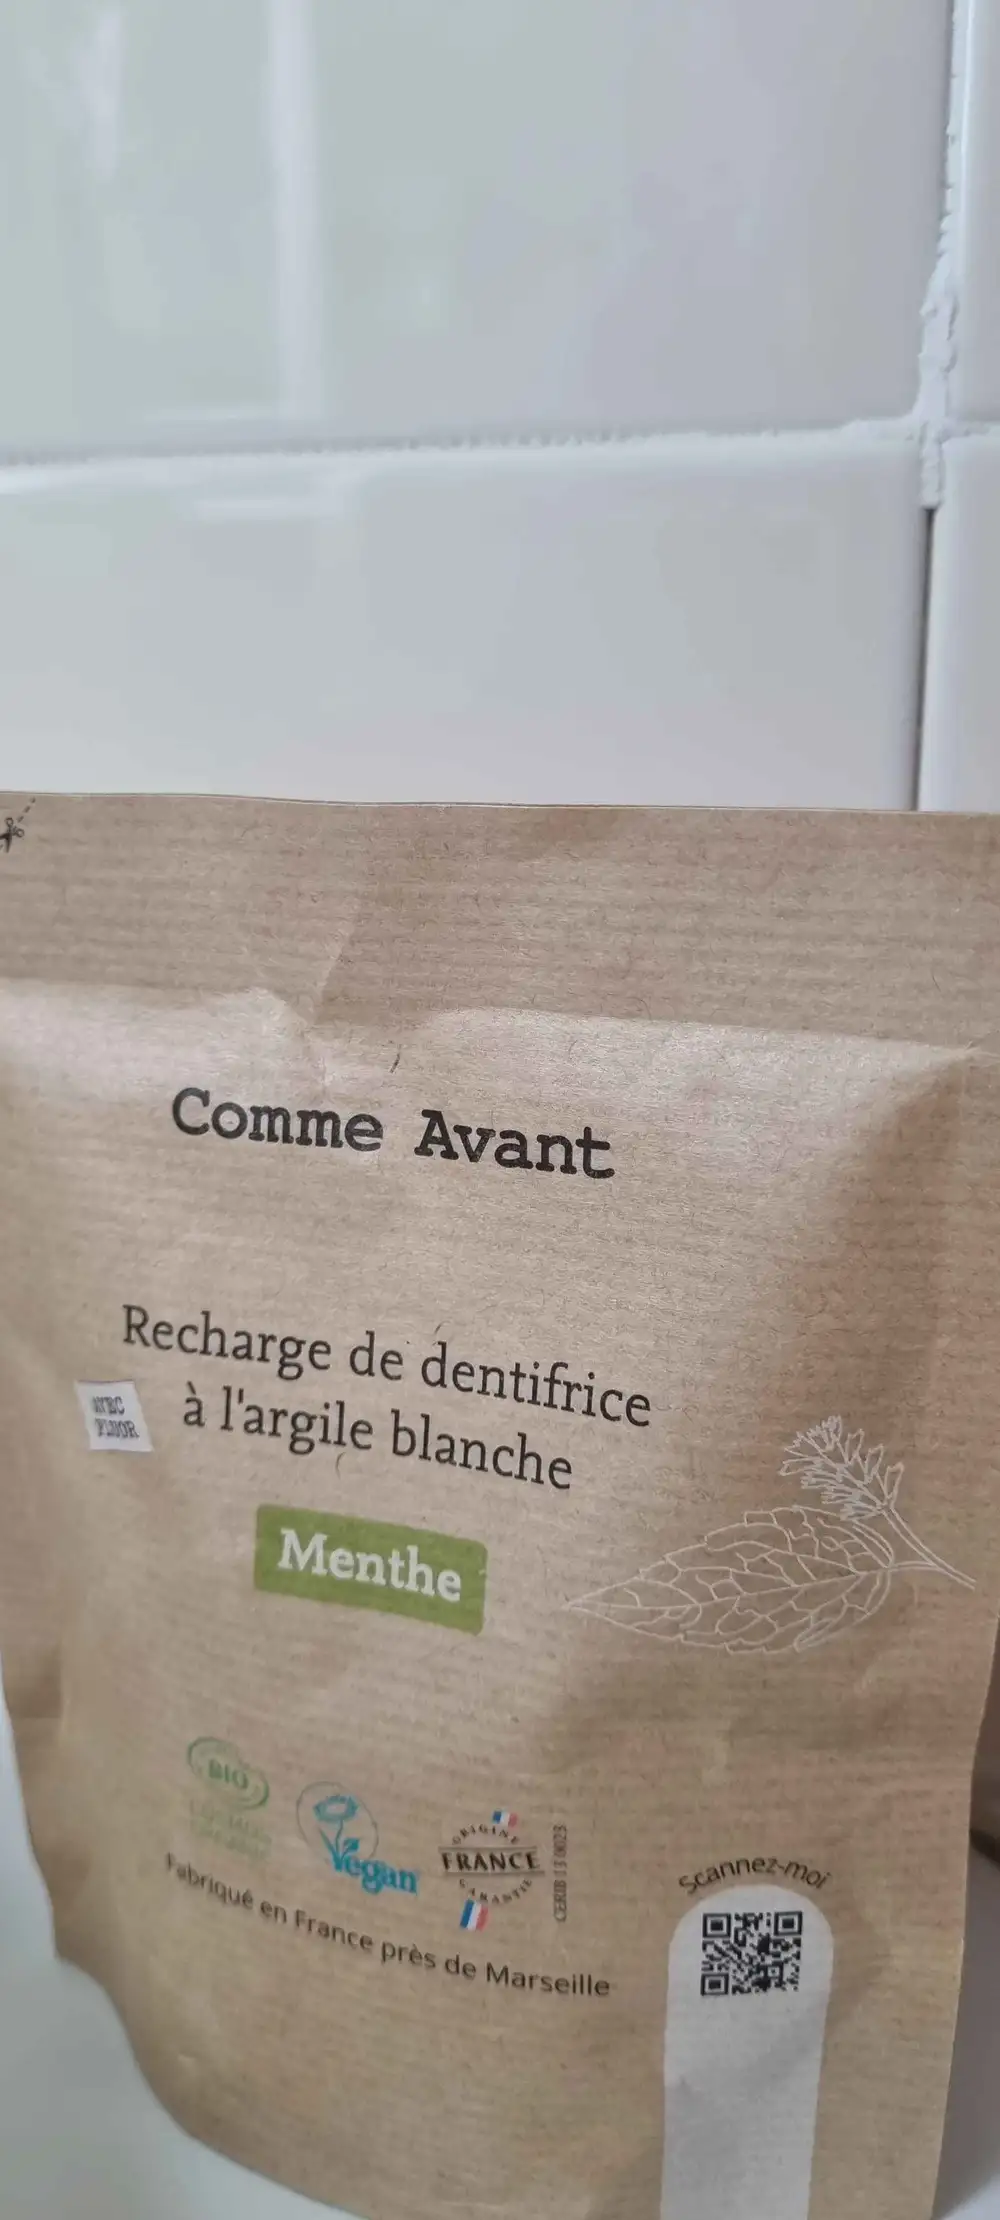 Comme Avant
Recharge de dentifrice
AVEC
FLUOR
à l'argile blanche
Menthe
BIO
Vegan
ORIGINE
FRANCE
GARANTIE
Fabriqué en France près de Marseille
Scannez-moi